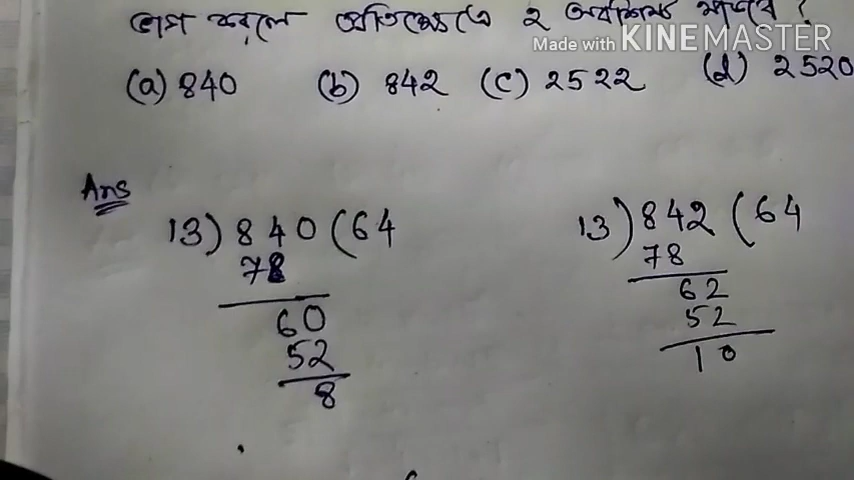 ভাগ করলে প্রতিক্ষেত্রে ২ অবশিষ্ট থাকবে ?
Made with KINEMASTER
(a) 840 (b) 842 (c) 2522 (d) 2520
Ans
13) 840 (64 13) 842 (64
78 78
60 62
52 52
8 10